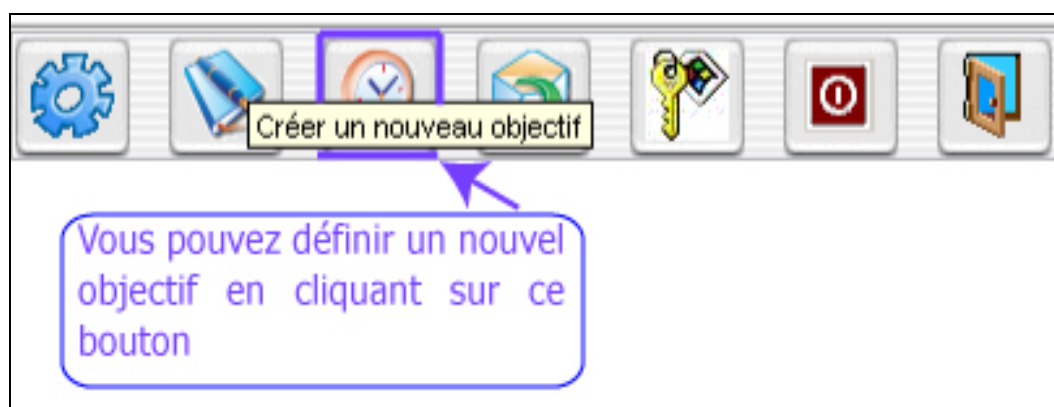 Créer un nouveau objectif
Vous pouvez définir un nouvel
objectif en cliquant sur ce
bouton